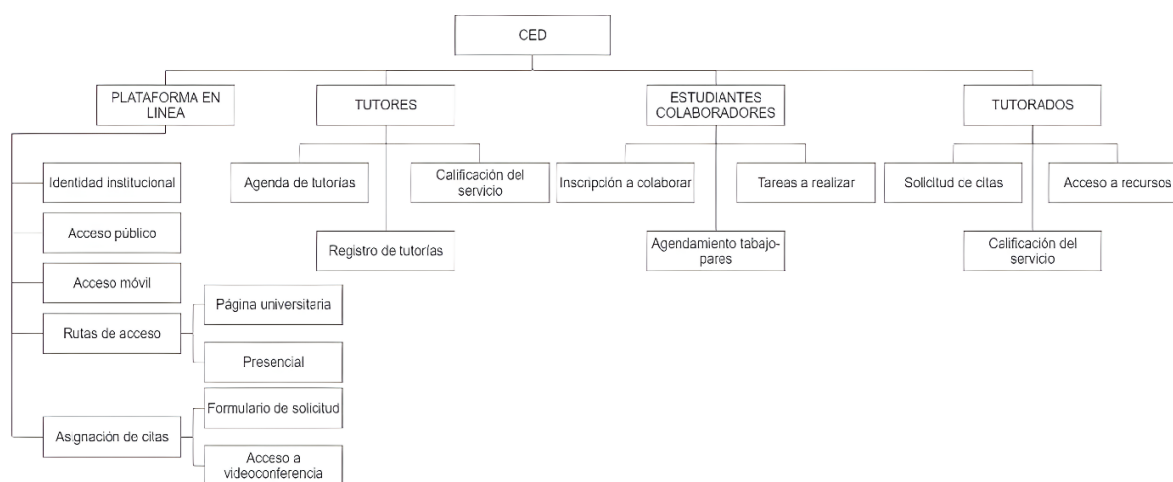 CED
PLATAFORMA EN
LINEA
TUTORES
ESTUDIANTES
COLABORADORES
TUTORADOS
Identidad institucional
Acceso público
Acceso móvil
Rutas de acceso
Página universitaria
Presencial
Asignación de citas
Formulario de solicitud
Acceso a
videoconferencia
Agenda de tutorías
Calificación del
servicio
Registro de tutorías
Inscripción a colaborar
Tareas a realizar
Agendamiento tabajo-
pares
Solicitud de citas
Acceso a recursos
Calificación del
servicio